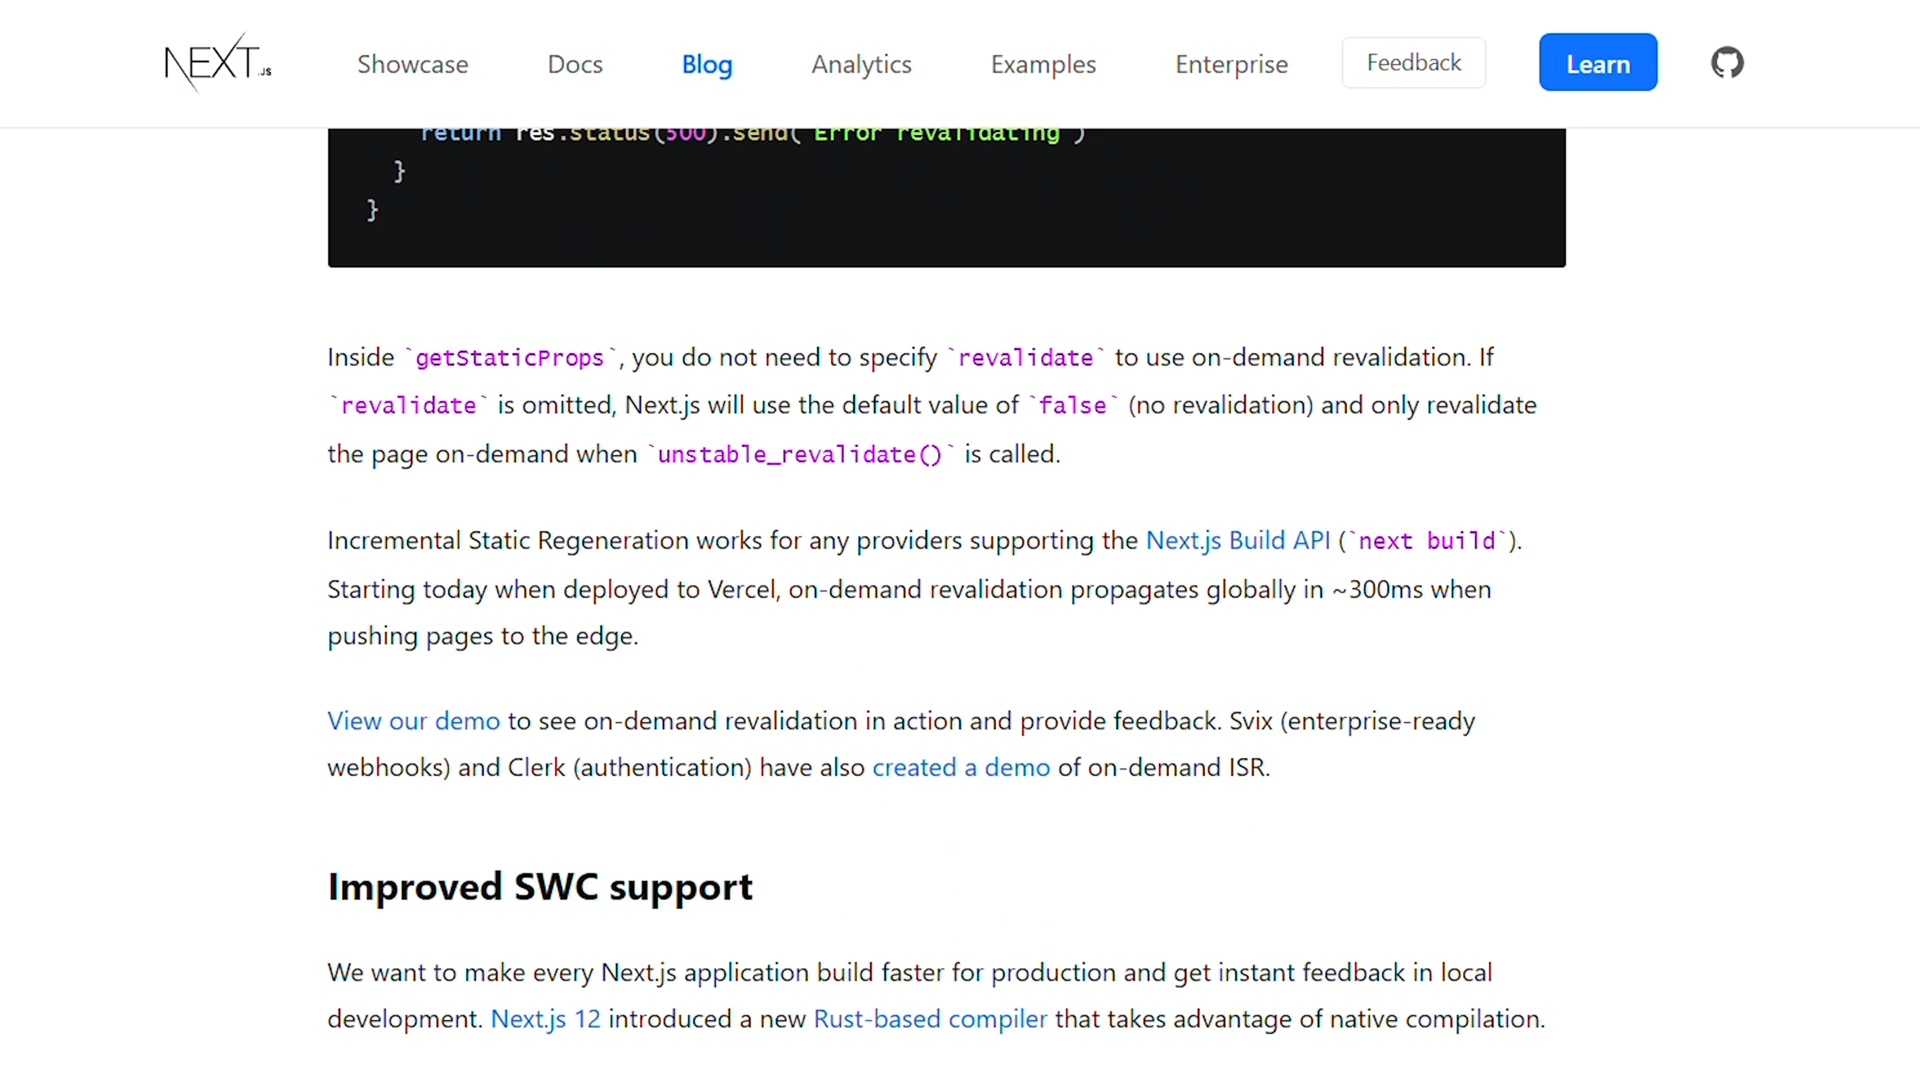 NEXT.JS Showcase Docs Blog Analytics Examples Enterprise Feedback Learn
return res.status(500).send('Error revalidating')
}
}
Inside `getStaticProps`, you do not need to specify `revalidate` to use on-demand revalidation. If
`revalidate` is omitted, Next.js will use the default value of `false` (no revalidation) and only revalidate
the page on-demand when `unstable_revalidate()` is called.
Incremental Static Regeneration works for any providers supporting the Next.js Build API (`next build`).
Starting today when deployed to Vercel, on-demand revalidation propagates globally in ~300ms when
pushing pages to the edge.
View our demo to see on-demand revalidation in action and provide feedback. Svix (enterprise-ready
webhooks) and Clerk (authentication) have also created a demo of on-demand ISR.
Improved SWC support
We want to make every Next.js application build faster for production and get instant feedback in local
development. Next.js 12 introduced a new Rust-based compiler that takes advantage of native compilation.